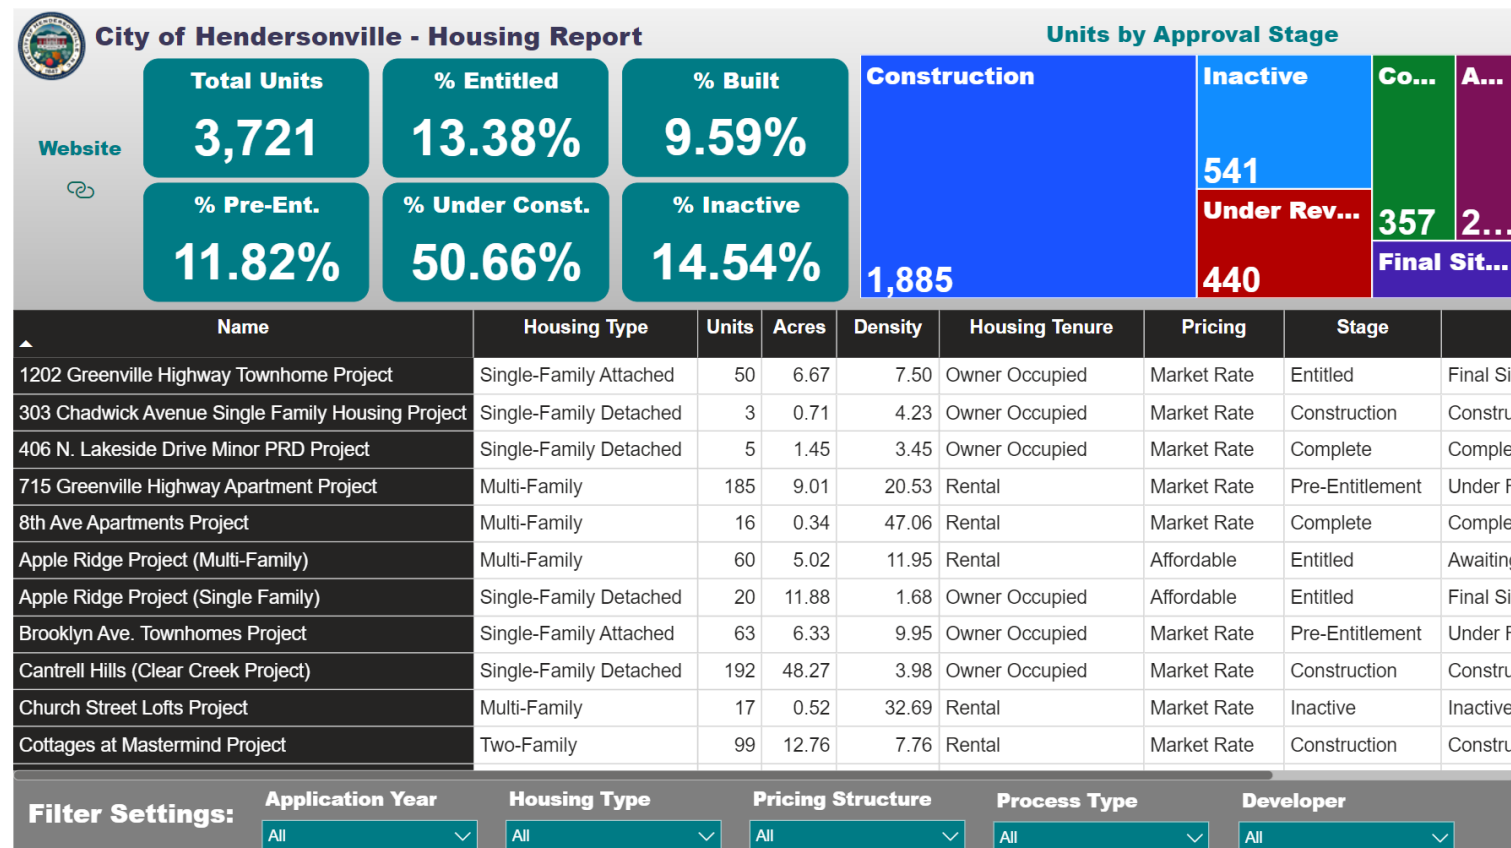 City of Hendersonville - Housing Report
Website
Total Units
3,721
% Entitled
13.38%
% Built
9.59%
% Pre-Ent.
11.82%
% Under Const.
50.66%
% Inactive
14.54%
Units by Approval Stage
Construction
1,885
Inactive
541
Under Rev...
440
Co...
357
A...
2...
Final Sit...
Name Housing Type Units Acres Density Housing Tenure Pricing Stage
1202 Greenville Highway Townhome Project Single-Family Attached 50 6.67 7.50 Owner Occupied Market Rate Entitled Final Si
303 Chadwick Avenue Single Family Housing Project Single-Family Detached 3 0.71 4.23 Owner Occupied Market Rate Construction Constru
406 N. Lakeside Drive Minor PRD Project Single-Family Detached 5 1.45 3.45 Owner Occupied Market Rate Complete Comple
715 Greenville Highway Apartment Project Multi-Family 185 9.01 20.53 Rental Market Rate Pre-Entitlement Under
8th Ave Apartments Project Multi-Family 16 0.34 47.06 Rental Market Rate Complete Comple
Apple Ridge Project (Multi-Family) Multi-Family 60 5.02 11.95 Rental Affordable Entitled Awaitin
Apple Ridge Project (Single Family) Single-Family Detached 20 11.88 1.68 Owner Occupied Affordable Entitled Final Si
Brooklyn Ave. Townhomes Project Single-Family Attached 63 6.33 9.95 Owner Occupied Market Rate Pre-Entitlement Under
Cantrell Hills (Clear Creek Project) Single-Family Detached 192 48.27 3.98 Owner Occupied Market Rate Construction Constru
Church Street Lofts Project Multi-Family 17 0.52 32.69 Rental Market Rate Inactive Inactive
Cottages at Mastermind Project Two-Family 99 12.76 7.76 Rental Market Rate Construction Constru
Filter Settings:
Application Year
All
Housing Type
All
Pricing Structure
All
Process Type
All
Developer
All